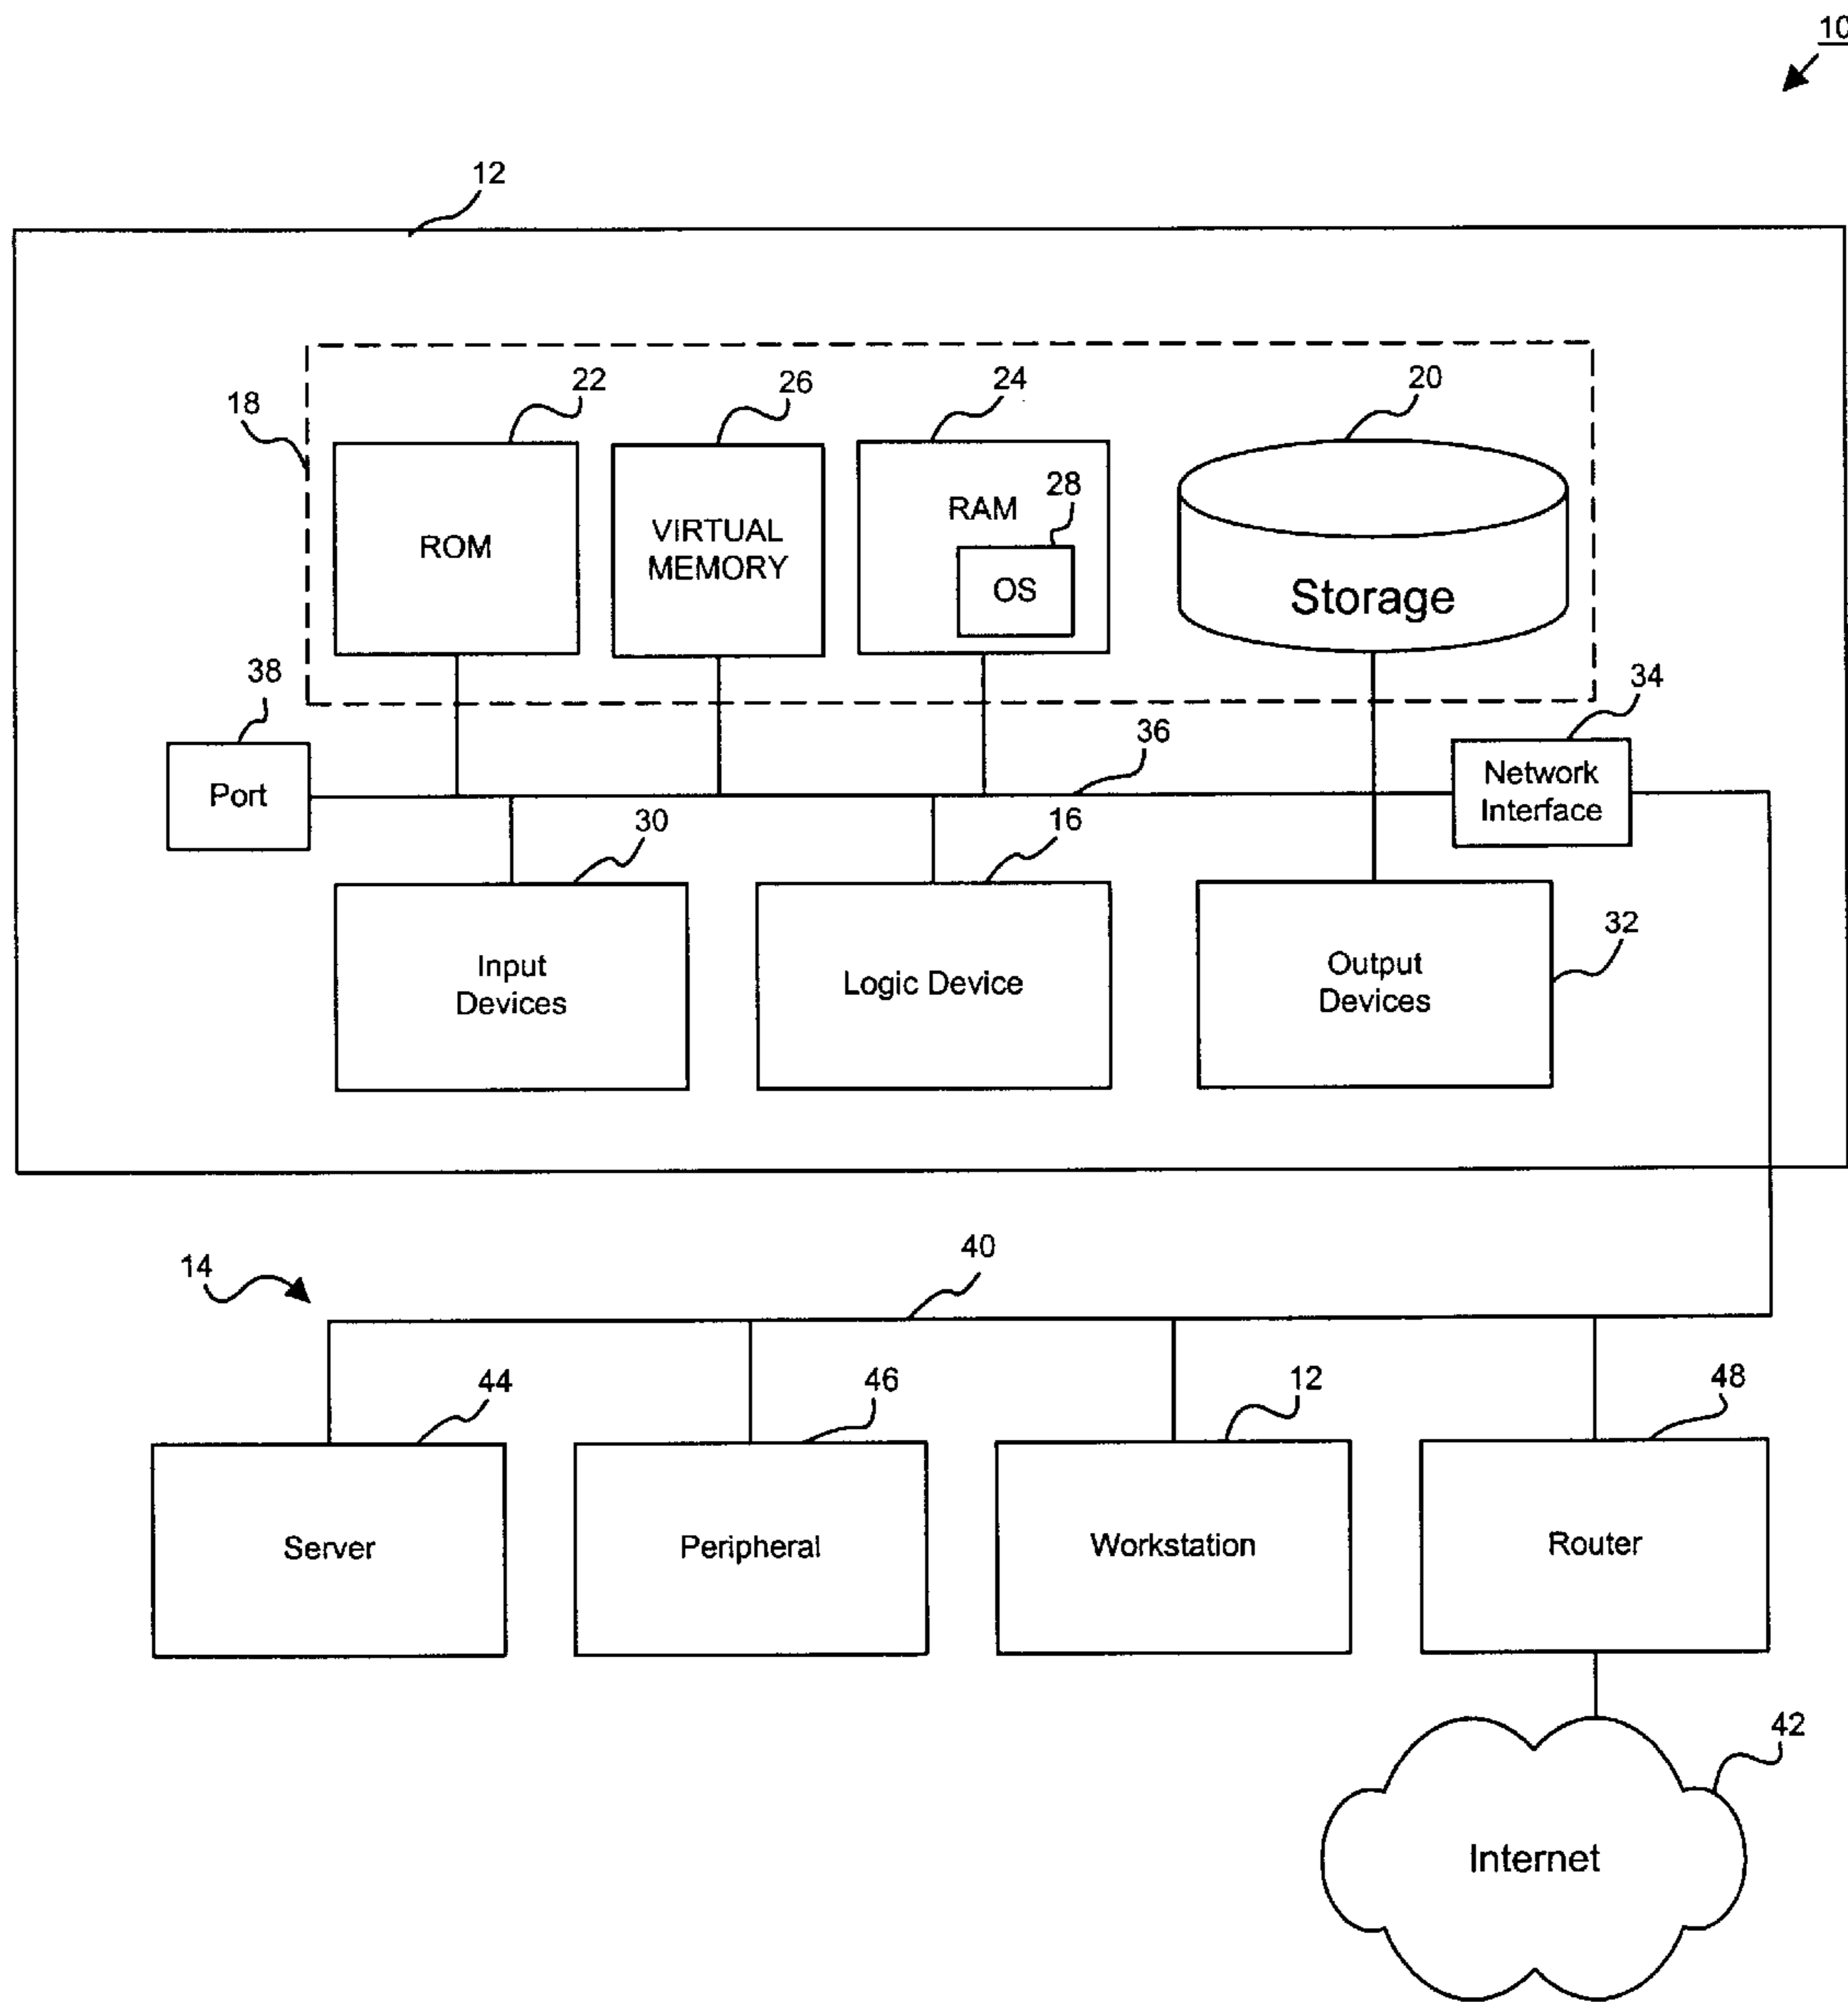 10
12
22
26
24
20
18
28
RAM
ROM
VIRTUAL
MEMORY
OS
Storage
38
34
36
Port
Network
Interface
30
16
32
Input
Devices
Logic Device
Output
Devices
14
40
44
46
12
48
Server
Peripheral
Workstation
Router
42
Internet